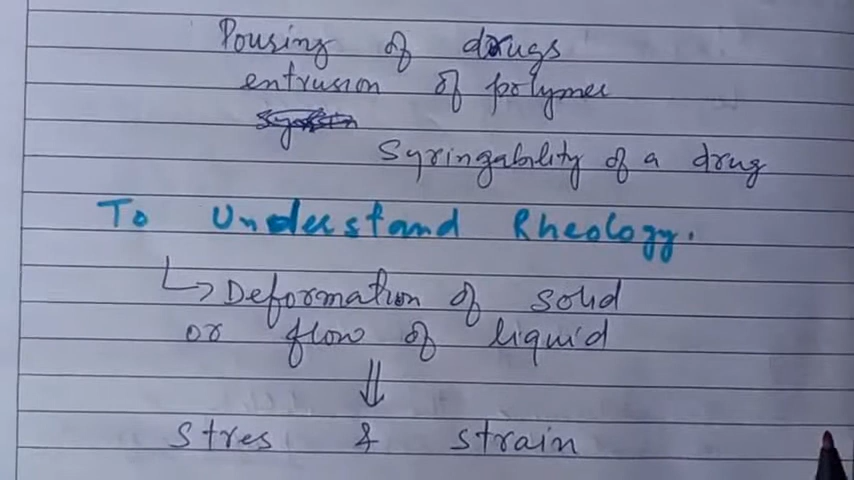 Pousing of drugs
entrusion of polymer
Syringability of a drug
To Understand Rheology.
Deformation of solid
or flow of liquid
stres & strain